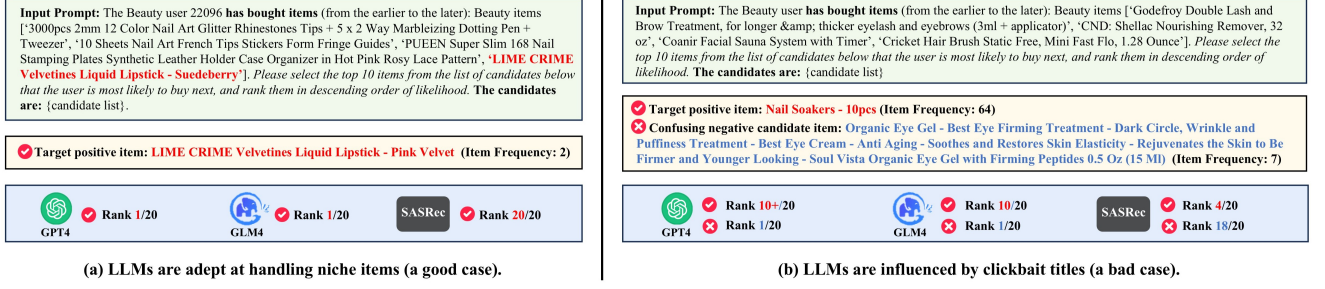 Input Prompt: The Beauty user 22096 has bought items (from the earlier to the later): Beauty items
['3000pcs 2mm 12 Color Nail Art Glitter Rhinestones Tips + 5 x 2 Way Marbleizing Dotting Pen +
Tweezer', '10 Sheets Nail Art French Tips Stickers Form Fringe Guides', 'PUEEN Super Slim 168 Nail
Stamping Plates Synthetic Leather Holder Case Organizer in Hot Pink Rosy Lace Pattern', 'LIME CRIME
Velvetines Liquid Lipstick - Suedeberry']. Please select the top 10 items from the list of candidates below
that the user is most likely to buy next, and rank them in descending order of likelihood. The candidates
are: {candidate list}.
Target positive item: LIME CRIME Velvetines Liquid Lipstick - Pink Velvet (Item Frequency: 2)
GPT4
Rank 1/20
GLM4
Rank 1/20
SASRec
Rank 20/20
(a) LLMs are adept at handling niche items (a good case).
Input Prompt: The Beauty user has bought items (from the earlier to the later): Beauty items ['Godefroy Double Lash and
Brow Treatment, for longer &amp; thicker eyelash and eyebrows (3ml + applicator)', 'CND: Shellac Nourishing Remover, 32
oz', 'Coanir Facial Sauna System with Timer', 'Cricket Hair Brush Static Free, Mini Fast Flo, 1.28 Ounce']. Please select the
top 10 items from the list of candidates below that the user is most likely to buy next, and rank them in descending order of
likelihood. The candidates are: {candidate list}
Target positive item: Nail Soakers - 10pcs (Item Frequency: 64)
Confusing negative candidate item: Organic Eye Gel - Best Eye Firming Treatment - Dark Circle, Wrinkle and
Puffiness Treatment - Best Eye Cream - Anti Aging - Soothes and Restores Skin Elasticity - Rejuvenates the Skin to Be
Firmer and Younger Looking - Soul Vista Organic Eye Gel with Firming Peptides 0.5 Oz (15 Ml) (Item Frequency: 7)
GPT4
Rank 10+/20
Rank 1/20
GLM4
Rank 10/20
Rank 1/20
SASRec
Rank 4/20
Rank 18/20
(b) LLMs are influenced by clickbait titles (a bad case).